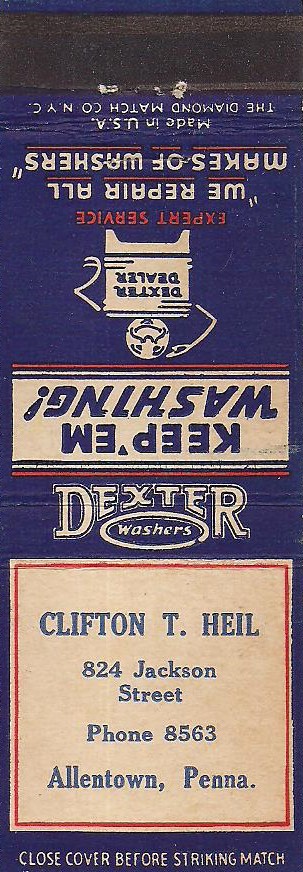 Made in U.S.A.
THE DIAMOND MATCH CO N.Y.C.
"WE REPAIR ALL
MAKES OF WASHERS"
EXPERT SERVICE
DEXTER
DEALER
KEEP 'EM
WASHING!
DEXTER
Washers
CLIFTON T. HEIL
824 Jackson
Street
Phone 8563
Allentown, Penna.
CLOSE COVER BEFORE STRIKING MATCH